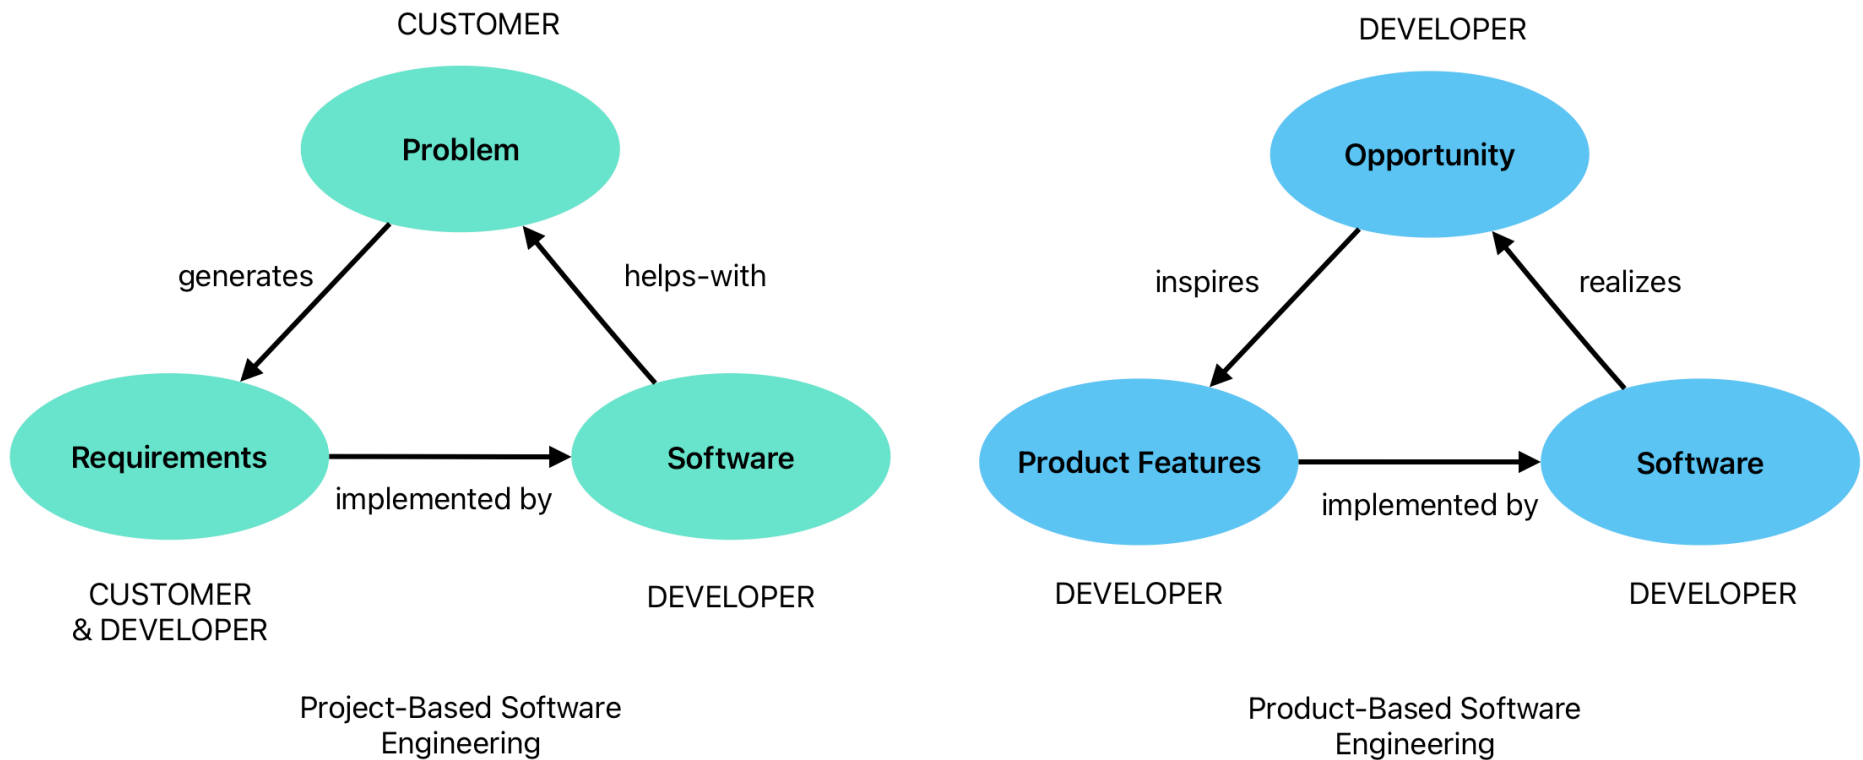 CUSTOMER
Problem
generates
helps-with
Requirements
implemented by
Software
CUSTOMER
& DEVELOPER
DEVELOPER
Project-Based Software
Engineering
DEVELOPER
Opportunity
inspires
realizes
Product Features
implemented by
Software
DEVELOPER
DEVELOPER
Product-Based Software
Engineering